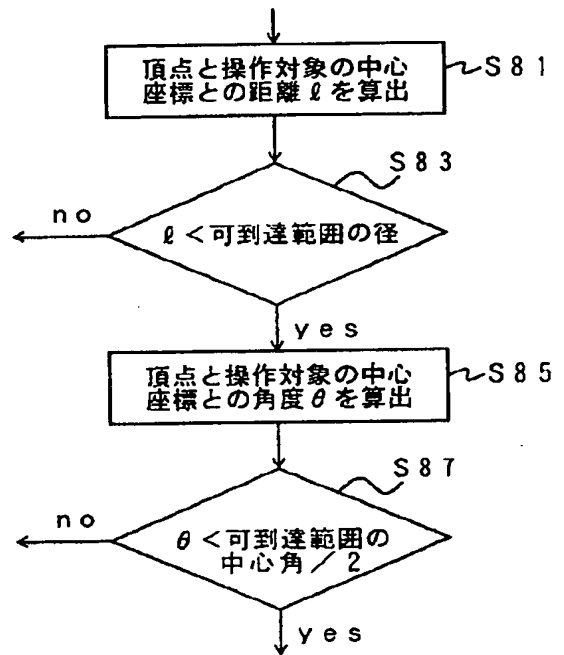 頂点と操作対象の中心
座標との距離ℓを算出
S81
S83
no
ℓ<可到達範囲の径
yes
頂点と操作対象の中心
座標との角度θを算出
S85
S87
no
θ<可到達範囲の
中心角/2
yes